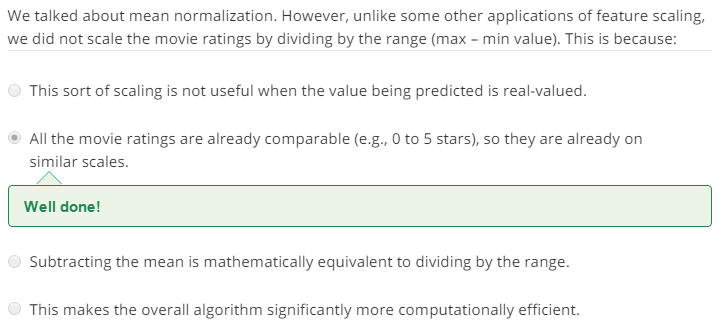 We talked about mean normalization. However, unlike some other applications of feature scaling,
we did not scale the movie ratings by dividing by the range (max – min value). This is because:
This sort of scaling is not useful when the value being predicted is real-valued.
All the movie ratings are already comparable (e.g., 0 to 5 stars), so they are already on
similar scales.
Well done!
Subtracting the mean is mathematically equivalent to dividing by the range.
This makes the overall algorithm significantly more computationally efficient.